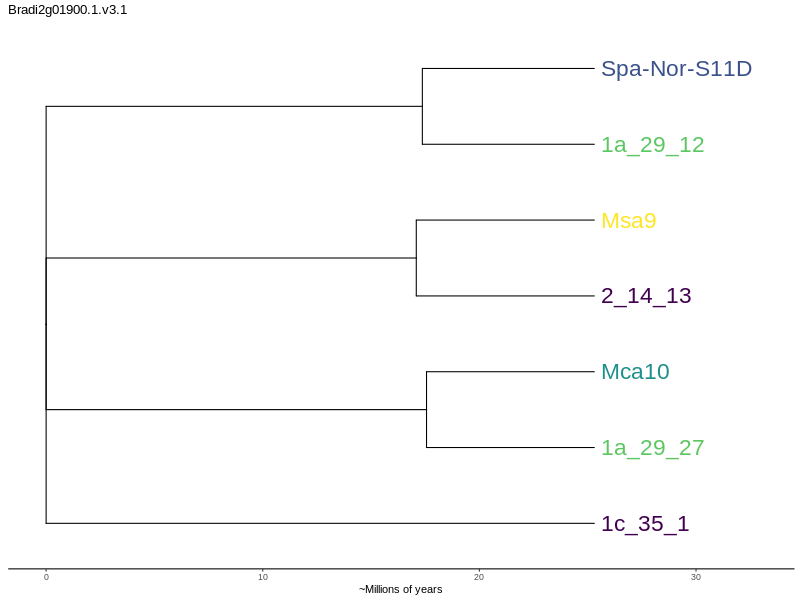 Bradi2g01900.1.v3.1
Spa-Nor-S11D
1a_29_12
Msa9
2_14_13
Mca10
1a_29_27
1c_35_1
0 10 20 30
~Millions of years